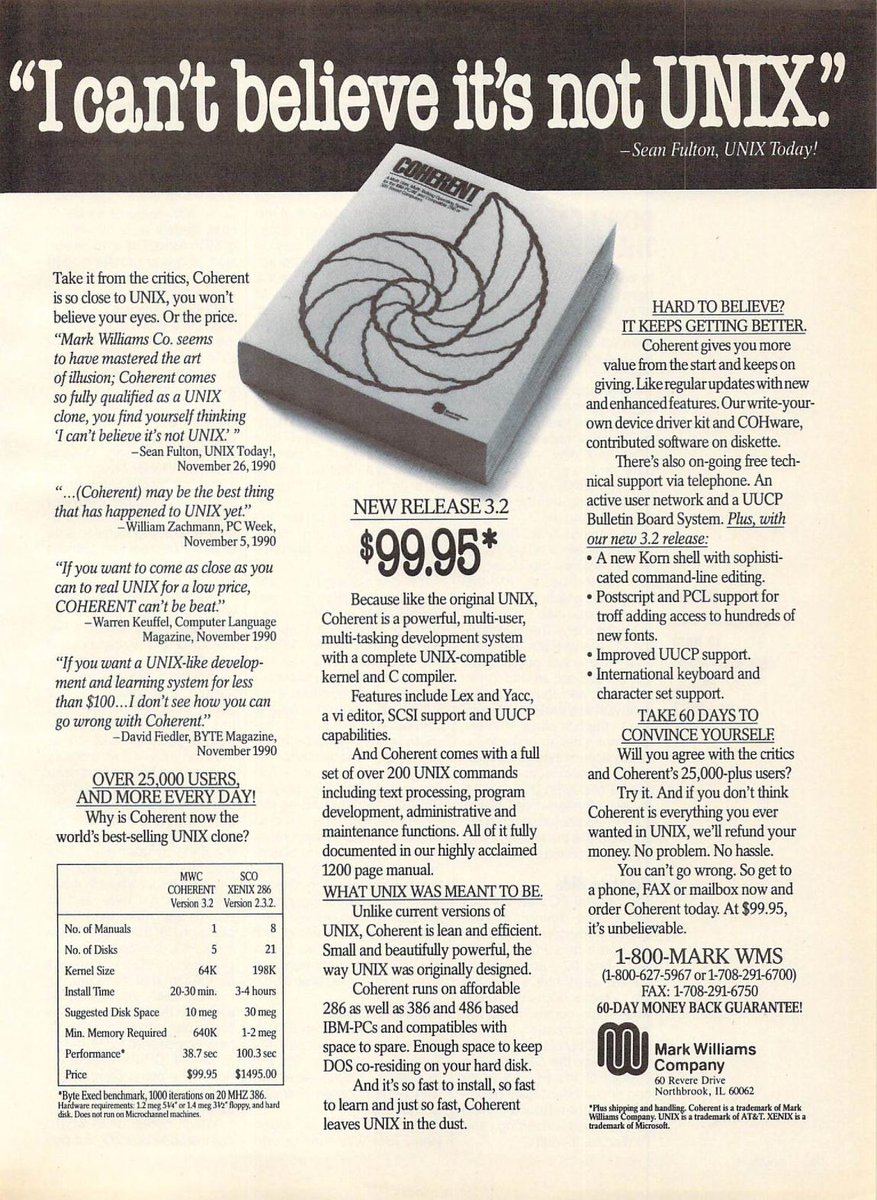 “I can’t believe it’s not UNIX.”
–Sean Fulton, UNIX Today!
COHERENT
Take it from the critics, Coherent
is so close to UNIX, you won’t
believe your eyes. Or the price.
“Mark Williams Co. seems
to have mastered the art
of illusion; Coherent comes
so fully qualified as a UNIX
clone, you find yourself thinking
‘I can’t believe it’s not UNIX.’ ”
–Sean Fulton, UNIX Today!,
November 26, 1990
“…(Coherent) may be the best thing
that has happened to UNIX yet.”
–William Zachmann, PC Week,
November 5, 1990
“If you want to come as close as you
can to real UNIX for a low price,
COHERENT can’t be beat.”
–Warren Keuffel, Computer Language
Magazine, November 1990
“If you want a UNIX-like develop-
ment and learning system for less
than $100…I don’t see how you can
go wrong with Coherent.”
–David Fiedler, BYTE Magazine,
November 1990
OVER 25,000 USERS,
AND MORE EVERY DAY!
Why is Coherent now the
world’s best-selling UNIX clone?
MWC COHERENT Version 3.2 SCO XENIX 286 Version 2.3.2.
No. of Manuals 1 8
No. of Disks 5 21
Kernel Size 64K 198K
Install Time 20-30 min. 3-4 hours
Suggested Disk Space 10 meg 30 meg
Min. Memory Required 640K 1-2 meg
Performance* 38.7 sec 100.3 sec
Price $99.95 $1495.00
*Byte Execl benchmark, 1000 iterations on 20 MHZ 386.
Hardware requirements: 1.2 meg 5¼" or 1.4 meg 3½" floppy, and hard
disk. Does not run on Microchannel machines.
NEW RELEASE 3.2
$99.95*
Because like the original UNIX,
Coherent is a powerful, multi-user,
multi-tasking development system
with a complete UNIX-compatible
kernel and C compiler.
Features include Lex and Yacc,
a vi editor, SCSI support and UUCP
capabilities.
And Coherent comes with a full
set of over 200 UNIX commands
including text processing, program
development, administrative and
maintenance functions. All of it fully
documented in our highly acclaimed
1200 page manual.
WHAT UNIX WAS MEANT TO BE.
Unlike current versions of
UNIX, Coherent is lean and efficient.
Small and beautifully powerful, the
way UNIX was originally designed.
Coherent runs on affordable
286 as well as 386 and 486 based
IBM-PCs and compatibles with
space to spare. Enough space to keep
DOS co-residing on your hard disk.
And it’s so fast to install, so fast
to learn and just so fast, Coherent
leaves UNIX in the dust.
HARD TO BELIEVE?
IT KEEPS GETTING BETTER.
Coherent gives you more
value from the start and keeps on
giving. Like regular updates with new
and enhanced features. Our write-your-
own device driver kit and COHware,
contributed software on diskette.
There’s also on-going free tech-
nical support via telephone. An
active user network and a UUCP
Bulletin Board System. Plus, with
our new 3.2 release:
• A new Korn shell with sophisti-
cated command-line editing.
• Postscript and PCL support for
troff adding access to hundreds of
new fonts.
• Improved UUCP support.
• International keyboard and
character set support.
TAKE 60 DAYS TO
CONVINCE YOURSELF.
Will you agree with the critics
and Coherent’s 25,000-plus users?
Try it. And if you don’t think
Coherent is everything you ever
wanted in UNIX, we’ll refund your
money. No problem. No hassle.
You can’t go wrong. So get to
a phone, FAX or mailbox now and
order Coherent today. At $99.95,
it’s unbelievable.
1-800-MARK WMS
(1-800-627-5967 or 1-708-291-6700)
FAX: 1-708-291-6750
60-DAY MONEY BACK GUARANTEE!
Mark Williams
Company
60 Revere Drive
Northbrook, IL 60062
*Plus shipping and handling. Coherent is a trademark of Mark
Williams Company. UNIX is a trademark of AT&T. XENIX is a
trademark of Microsoft.